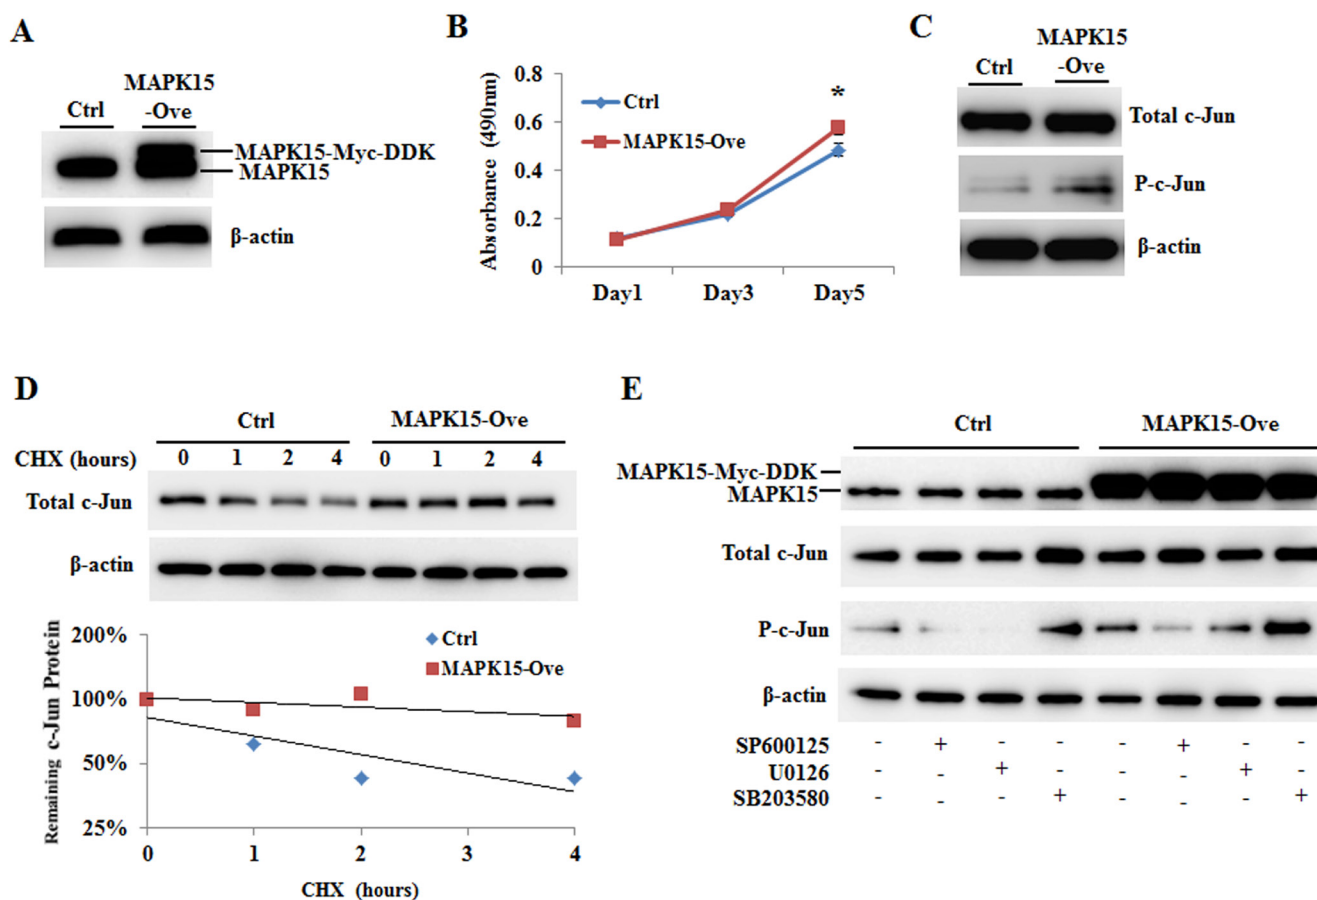 A
Ctrl
MAPK15
-Ove
MAPK15-Myc-DDK
MAPK15
β-actin
B
Absorbance (490nm)
0.8
0.6
0.4
0.2
0
Ctrl
MAPK15-Ove
*
Day1 Day3 Day5
C
Ctrl
MAPK15
-Ove
Total c-Jun
P-c-Jun
β-actin
D
Ctrl MAPK15-Ove
CHX (hours) 0 1 2 4 0 1 2 4
Total c-Jun
β-actin
Remaining c-Jun Protein
200%
100%
50%
25%
Ctrl
MAPK15-Ove
0 1 2 3 4
CHX (hours)
E
Ctrl MAPK15-Ove
MAPK15-Myc-DDK
MAPK15
Total c-Jun
P-c-Jun
β-actin
SP600125 - + - - - + - -
U0126 - - + - - - + -
SB203580 - - - + - - - +